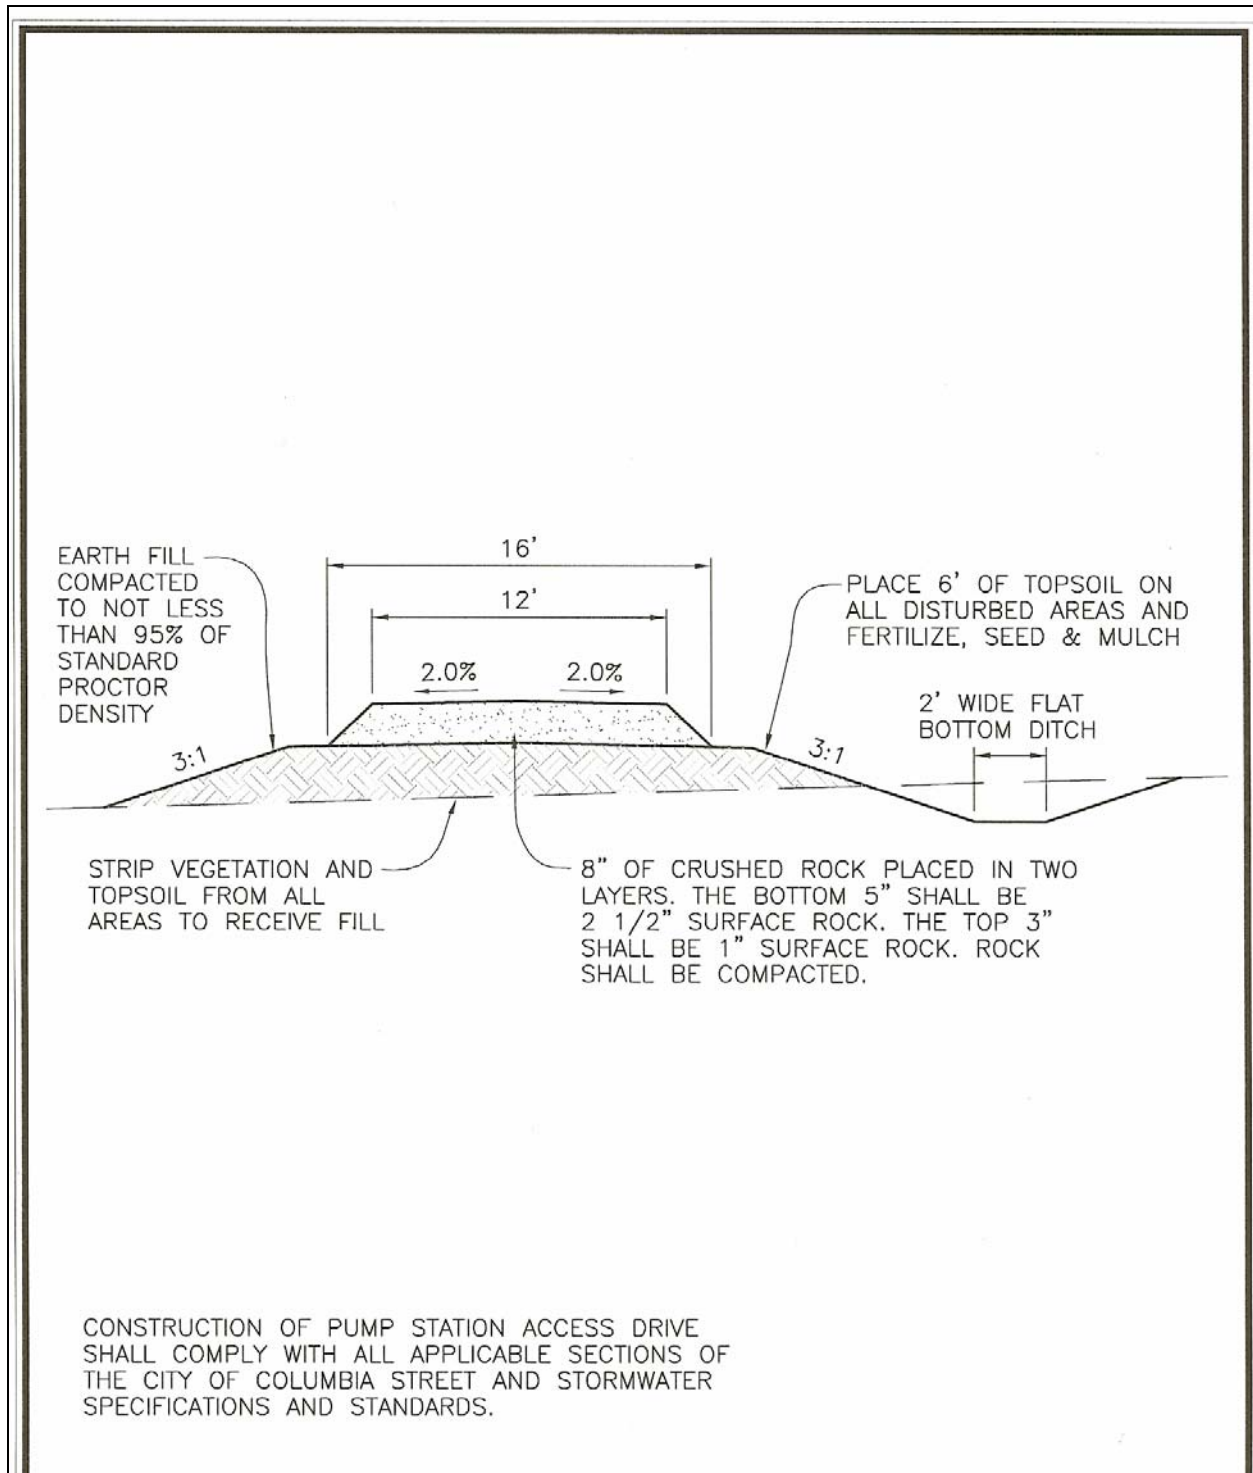 16'
12'
2.0%
2.0%
EARTH FILL
COMPACTED
TO NOT LESS
THAN 95% OF
STANDARD
PROCTOR
DENSITY
PLACE 6' OF TOPSOIL ON
ALL DISTURBED AREAS AND
FERTILIZE, SEED & MULCH
2' WIDE FLAT
BOTTOM DITCH
3:1
3:1
STRIP VEGETATION AND
TOPSOIL FROM ALL
AREAS TO RECEIVE FILL
8" OF CRUSHED ROCK PLACED IN TWO
LAYERS. THE BOTTOM 5" SHALL BE
2 1/2" SURFACE ROCK. THE TOP 3"
SHALL BE 1" SURFACE ROCK. ROCK
SHALL BE COMPACTED.
CONSTRUCTION OF PUMP STATION ACCESS DRIVE
SHALL COMPLY WITH ALL APPLICABLE SECTIONS OF
THE CITY OF COLUMBIA STREET AND STORMWATER
SPECIFICATIONS AND STANDARDS.